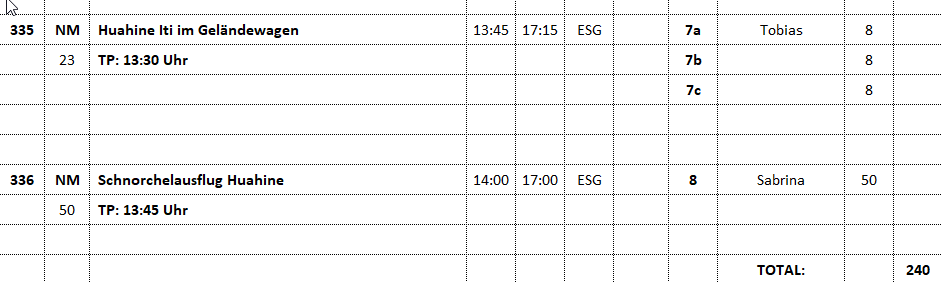 335 NM Huahine Iti im Geländewagen 13:45 17:15 ESG 7a Tobias 8
23 TP: 13:30 Uhr 7b 8
7c 8
336 NM Schnorchelausflug Huahine 14:00 17:00 ESG 8 Sabrina 50
50 TP: 13:45 Uhr
TOTAL: 240